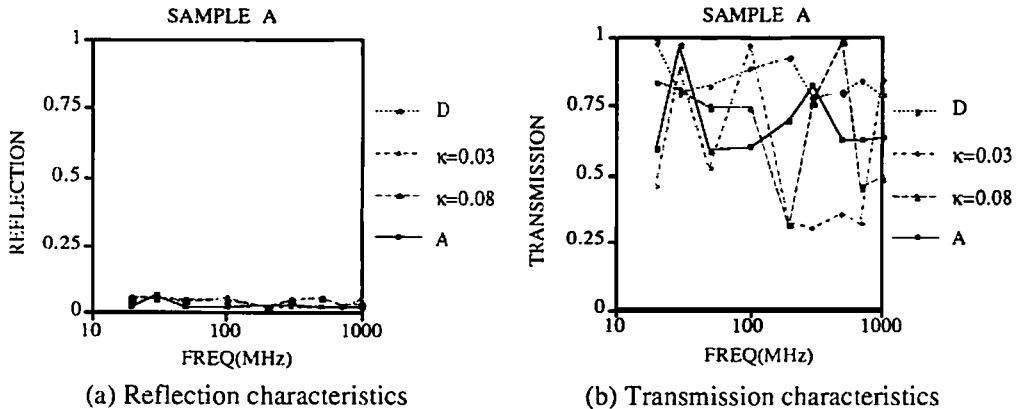 SAMPLE A
1
0.75
0.5
0.25
0
REFLECTION
10
100
1000
FREQ(MHz)
D
κ=0.03
κ=0.08
A
(a) Reflection characteristics
SAMPLE A
1
0.75
0.5
0.25
0
TRANSMISSION
10
100
1000
FREQ(MHz)
D
κ=0.03
κ=0.08
A
(b) Transmission characteristics